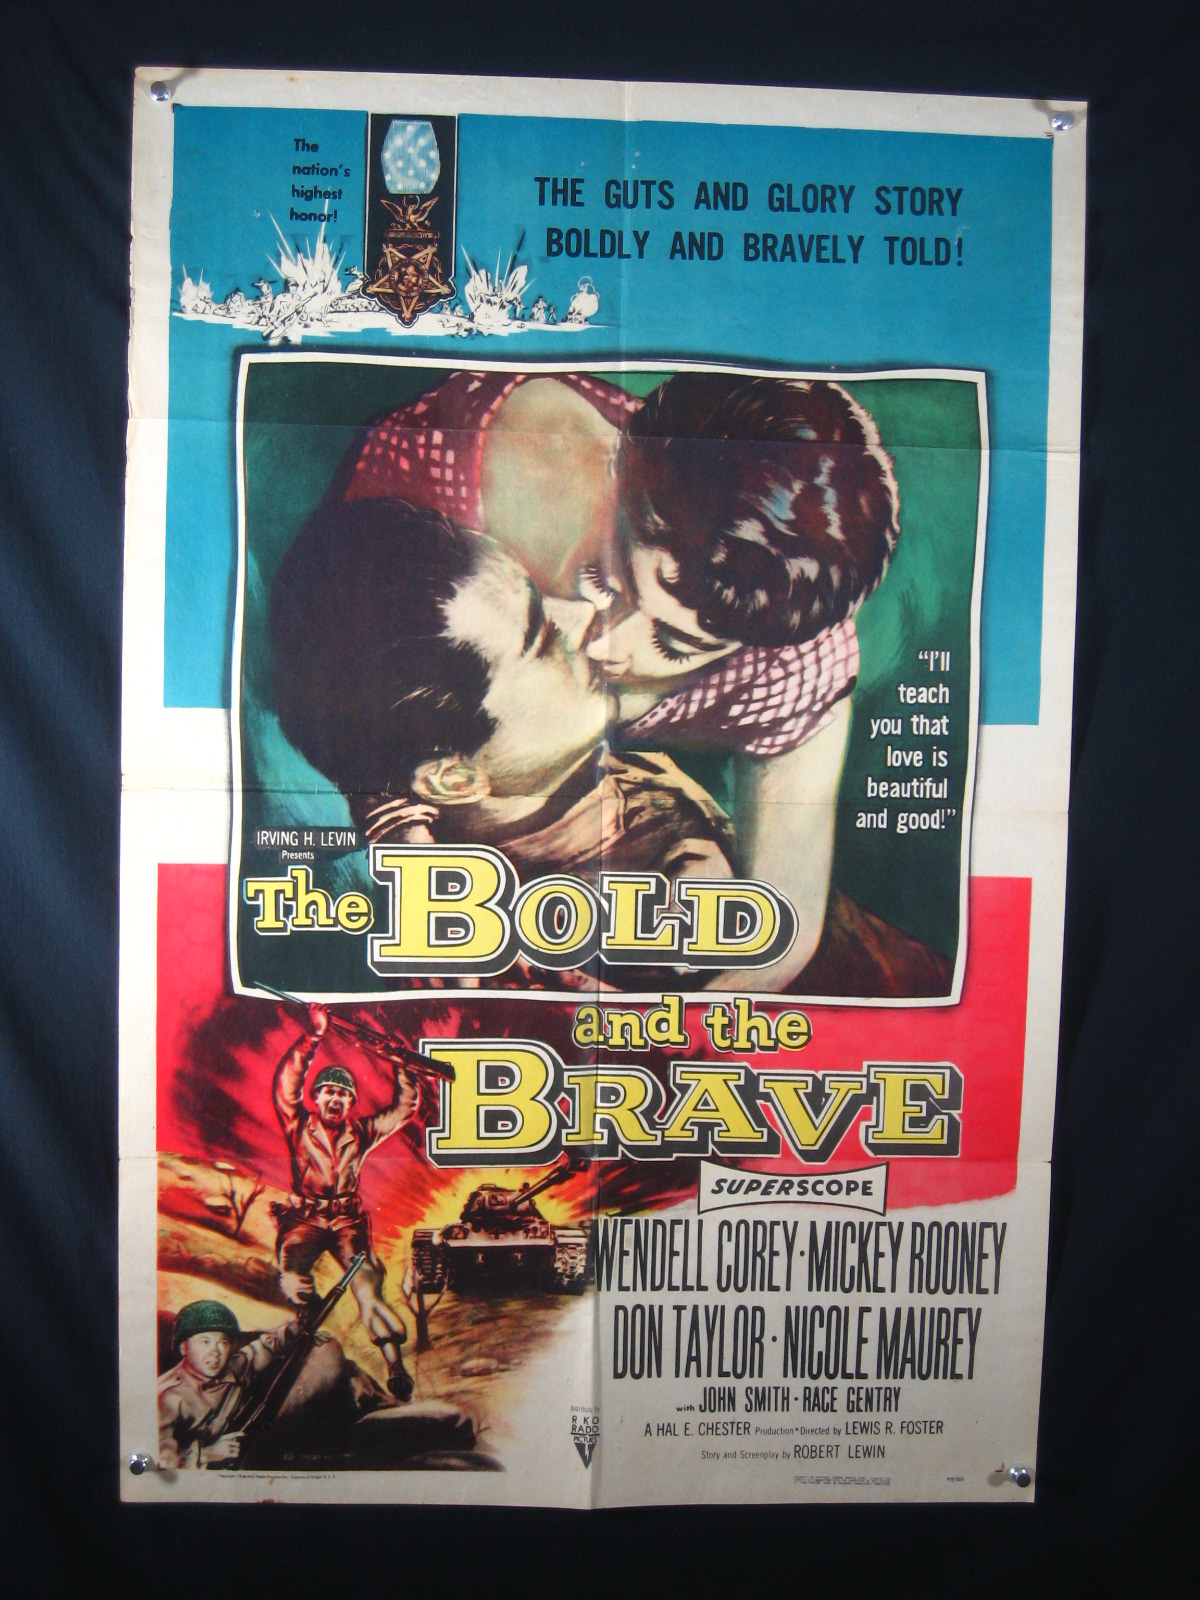 The
nation's
highest
honor!
THE GUTS AND GLORY STORY
BOLDLY AND BRAVELY TOLD!
"I'll
teach
you that
love is
beautiful
and good!"
IRVING H. LEVIN
Presents
The BOLD
and the
BRAVE
SUPERSCOPE
WENDELL COREY · MICKEY ROONEY
DON TAYLOR · NICOLE MAUREY
with JOHN SMITH · RACE GENTRY
A HAL E. CHESTER Production * Directed by LEWIS R. FOSTER
Story and Screenplay by ROBERT LEWIN
RKO
RADIO
PICTURES